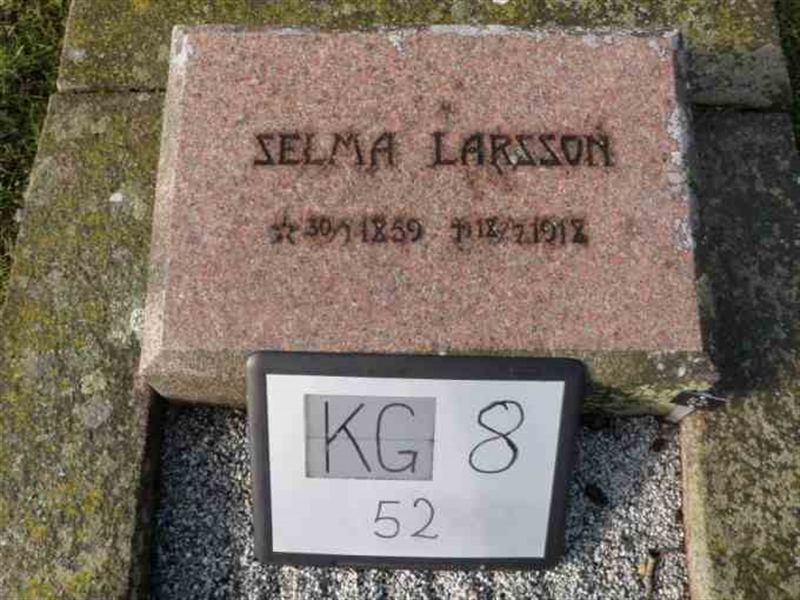 SELMA LARSSON
☆ 30/1 1859 ✝ 18/7 1918
KG 8
52